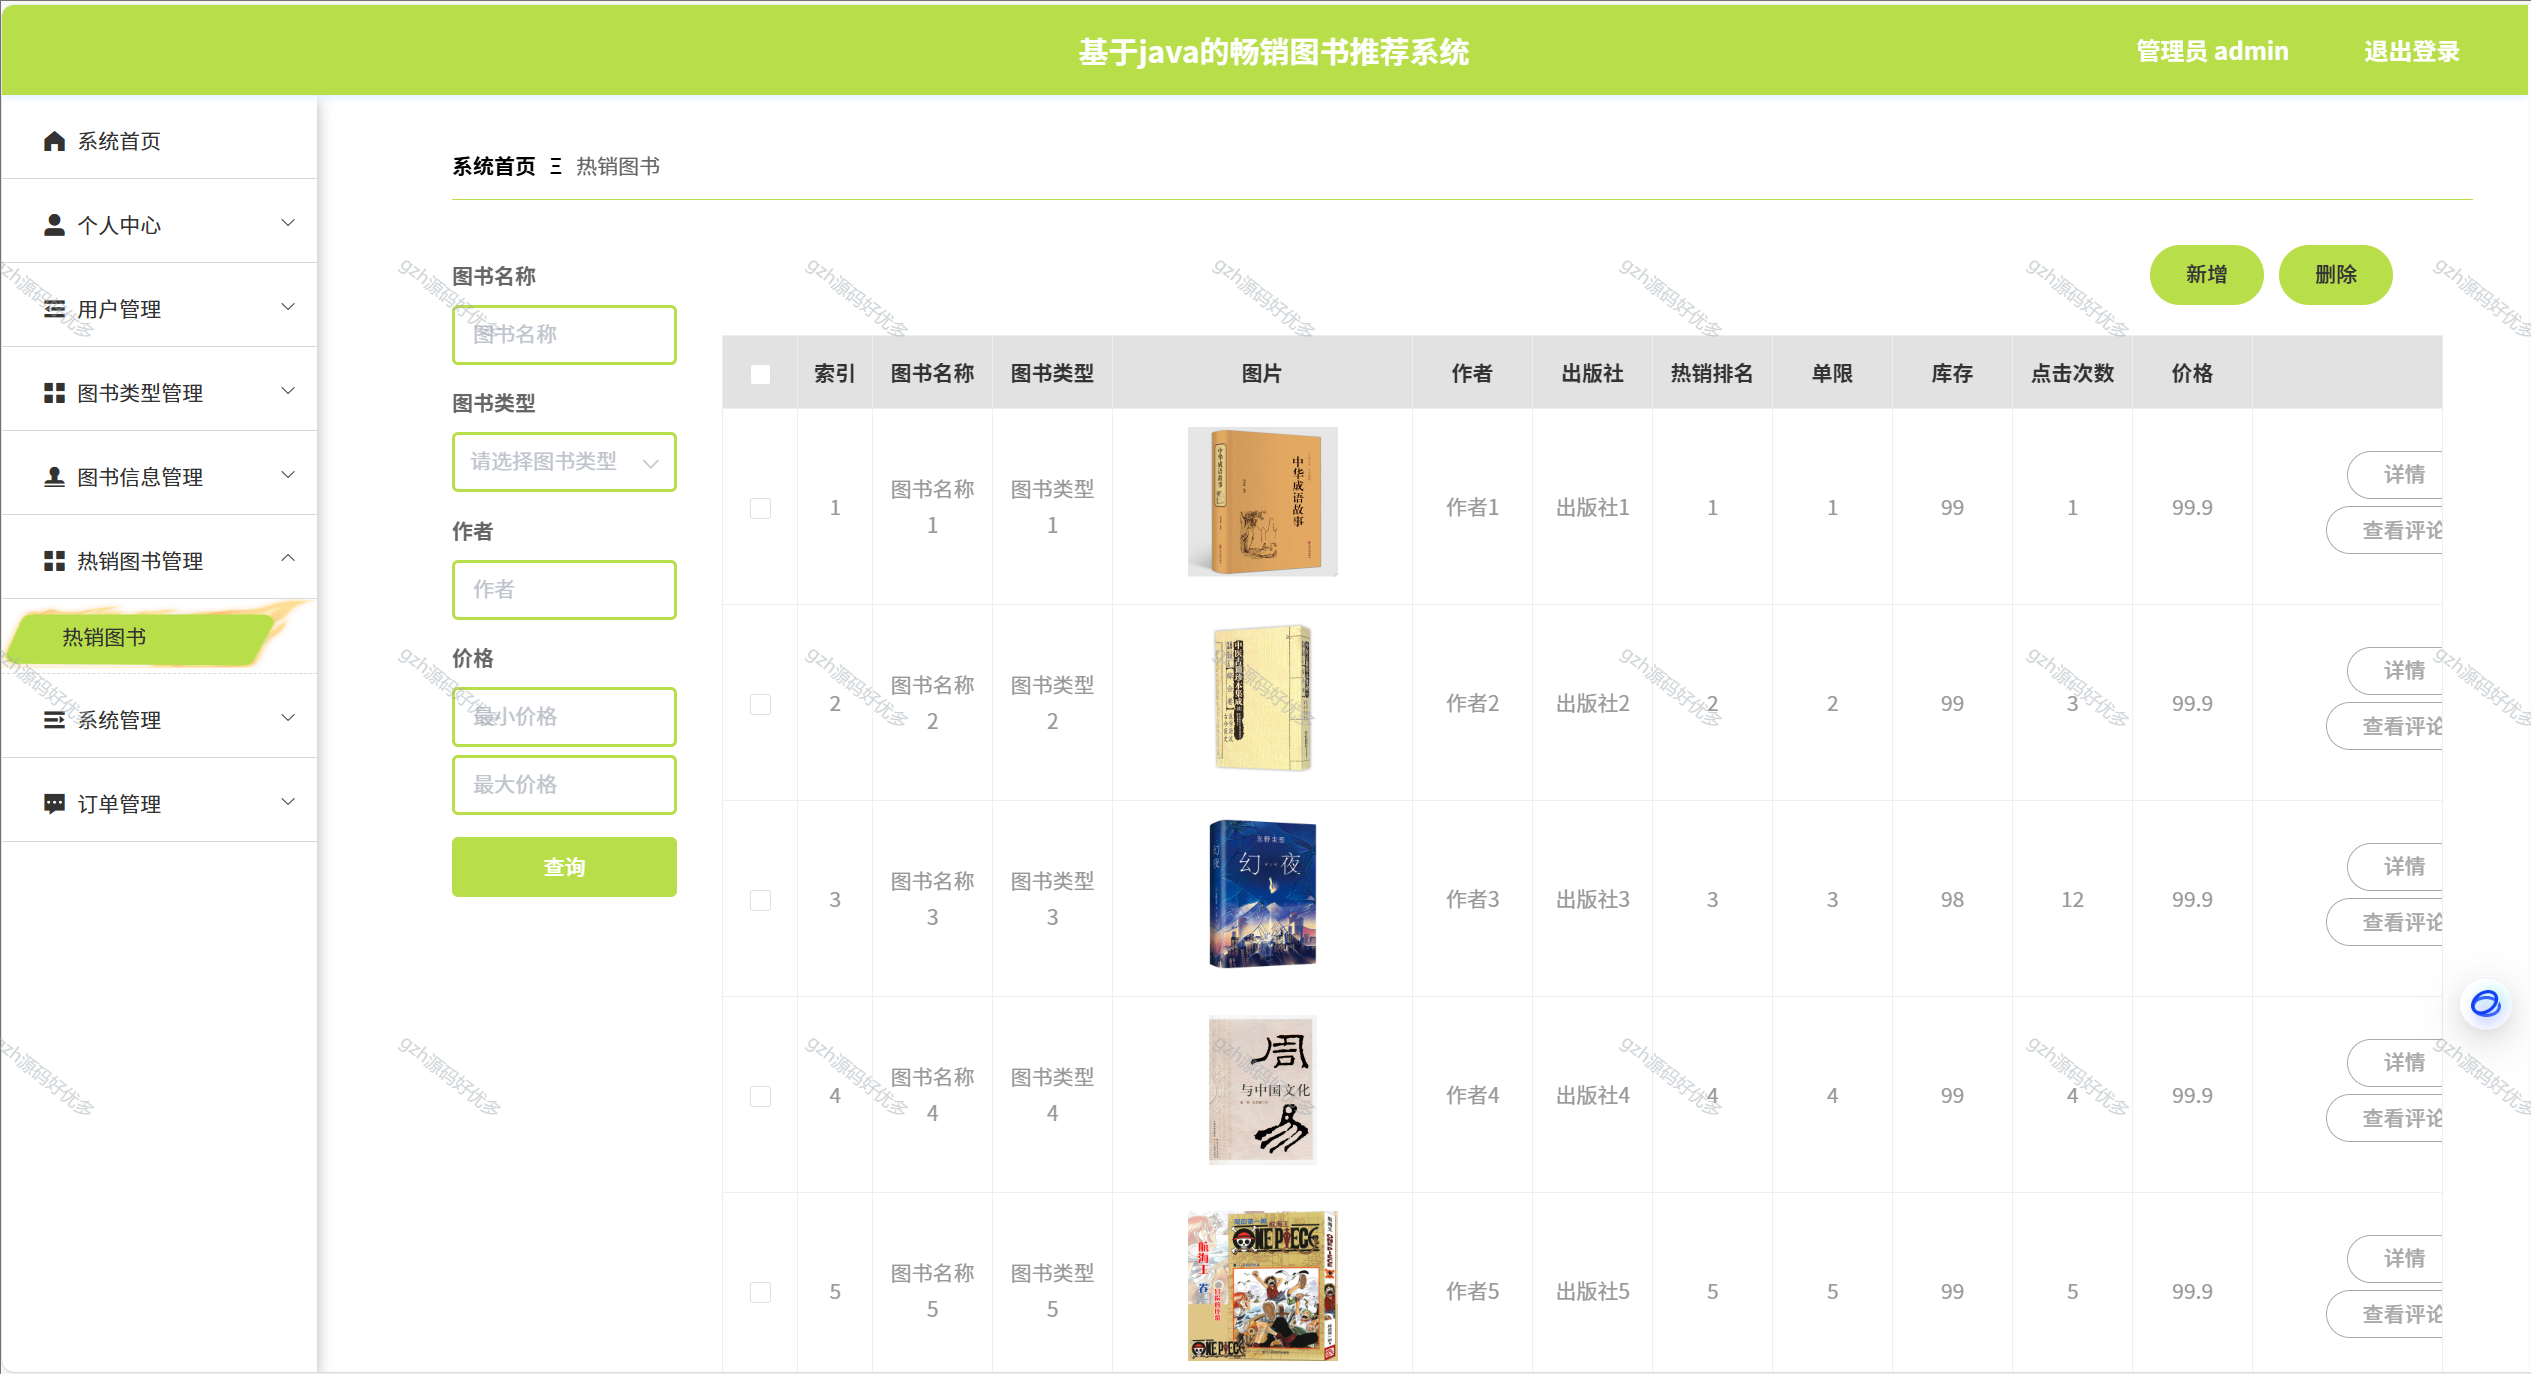 基于java的畅销图书推荐系统
管理员 admin
退出登录
系统首页
个人中心
用户管理
图书类型管理
图书信息管理
热销图书管理
热销图书
系统管理
订单管理
系统首页 Ξ 热销图书
图书名称
图书名称
图书类型
请选择图书类型
作者
作者
价格
最小价格
最大价格
查询
新增
删除
索引 图书名称 图书类型 图片 作者 出版社 热销排名 单限 库存 点击次数 价格
1 图书名称1 图书类型1 作者1 出版社1 1 1 99 1 99.9
详情
查看评论
中华成语故事
2 图书名称2 图书类型2 作者2 出版社2 2 2 99 3 99.9
详情
查看评论
3 图书名称3 图书类型3 作者3 出版社3 3 3 98 12 99.9
详情
查看评论
东野圭吾
幻夜
4 图书名称4 图书类型4 作者4 出版社4 4 4 99 4 99.9
详情
查看评论
周易
与中国文化
5 图书名称5 图书类型5 作者5 出版社5 5 5 99 5 99.9
详情
查看评论
航海王
ONE PIECE
ONE PIECE
gzh源码好优多